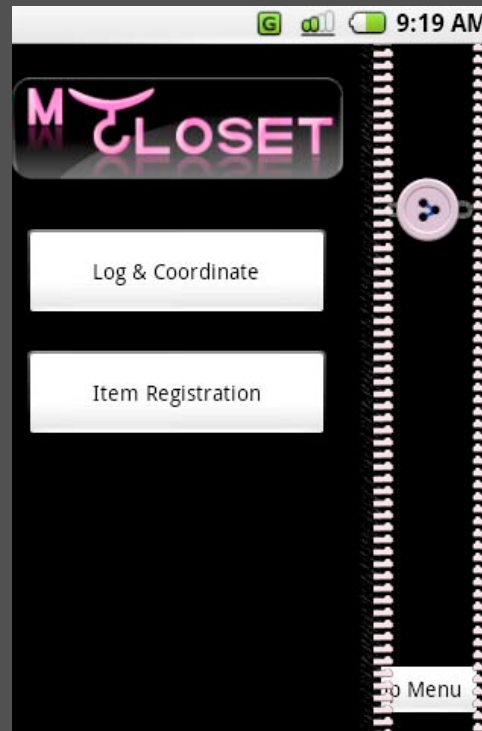 G 9:19 AM
MY CLOSET
Log & Coordinate
Item Registration
Menu